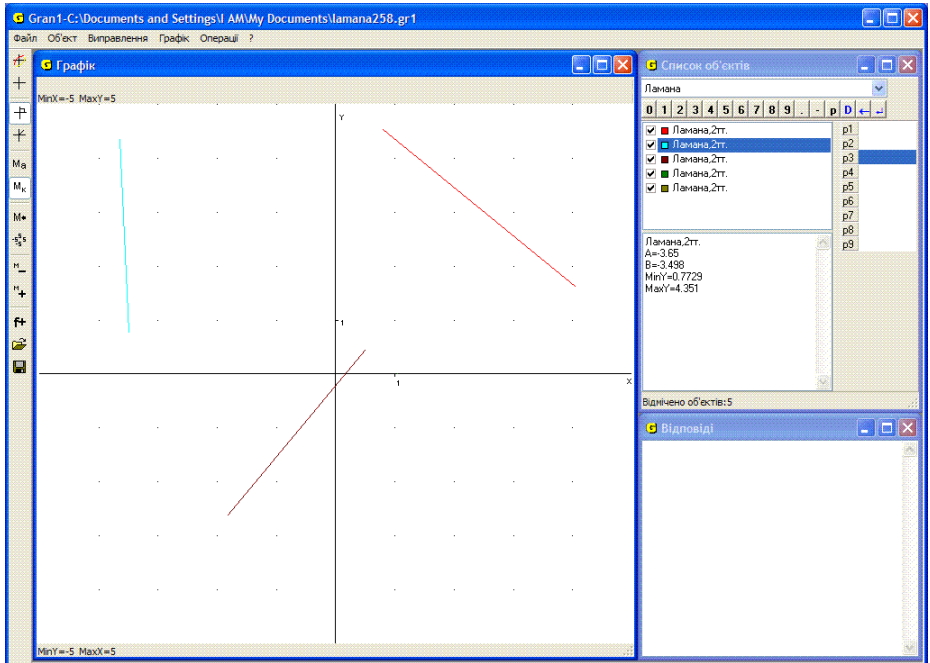 Gran1-C:\Documents and Settings\I AM\My Documents\lamana258.gr1
Файл Об'єкт Виправлення Графік Операції ?
Графік
MinX=-5 MaxY=5
Y
1
1
X
MinY=-5 MaxX=5
Ma
Mк
M*
-5 5 5
M
−
M
+
f+
Список об'єктів
Ламана
0 1 2 3 4 5 6 7 8 9 . - p D ← ↲
Ламана,2тт.
Ламана,2тт.
Ламана,2тт.
Ламана,2тт.
Ламана,2тт.
p1
p2
p3
p4
p5
p6
p7
p8
p9
Ламана,2тт.
A=-3.65
B=-3.498
MinY=0.7729
MaxY=4.351
Відмічено об'єктів:5
Відповіді